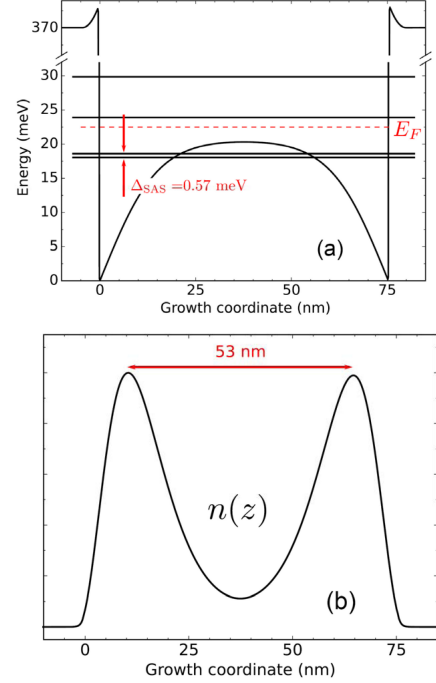 370
30
25
20
15
10
5
0
Energy (meV)
E_F
Δ_SAS =0.57 meV
(a)
0 25 50 75
Growth coordinate (nm)
53 nm
n(z)
(b)
0 25 50 75
Growth coordinate (nm)